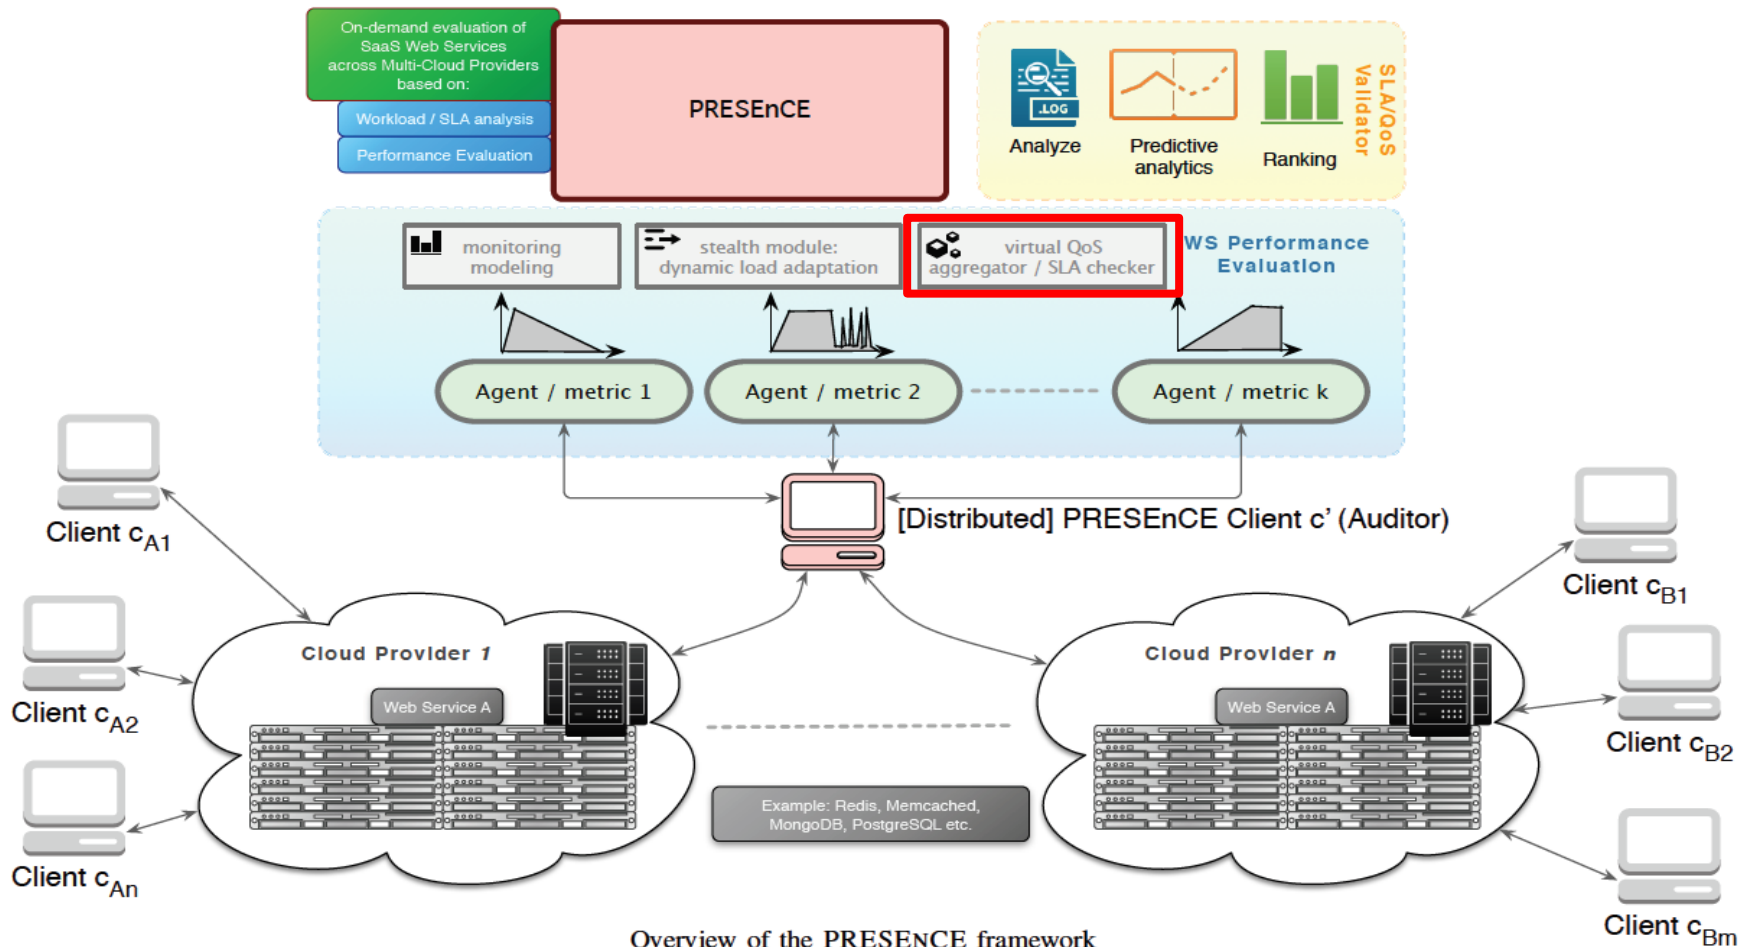 On-demand evaluation of
SaaS Web Services
across Multi-Cloud Providers
based on:
Workload / SLA analysis
Performance Evaluation
PRESEnCE
.LOG
Analyze
Predictive
analytics
Ranking
SLA/QoS
Validator
monitoring
modeling
stealth module:
dynamic load adaptation
virtual QoS
aggregator / SLA checker
WS Performance
Evaluation
Agent / metric 1
Agent / metric 2
Agent / metric k
[Distributed] PRESEnCE Client c’ (Auditor)
Client cA1
Client cA2
Client cAn
Client cB1
Client cB2
Client cBm
Cloud Provider 1
Web Service A
Cloud Provider n
Web Service A
Example: Redis, Memcached,
MongoDB, PostgreSQL etc.
Overview of the PRESENCE framework